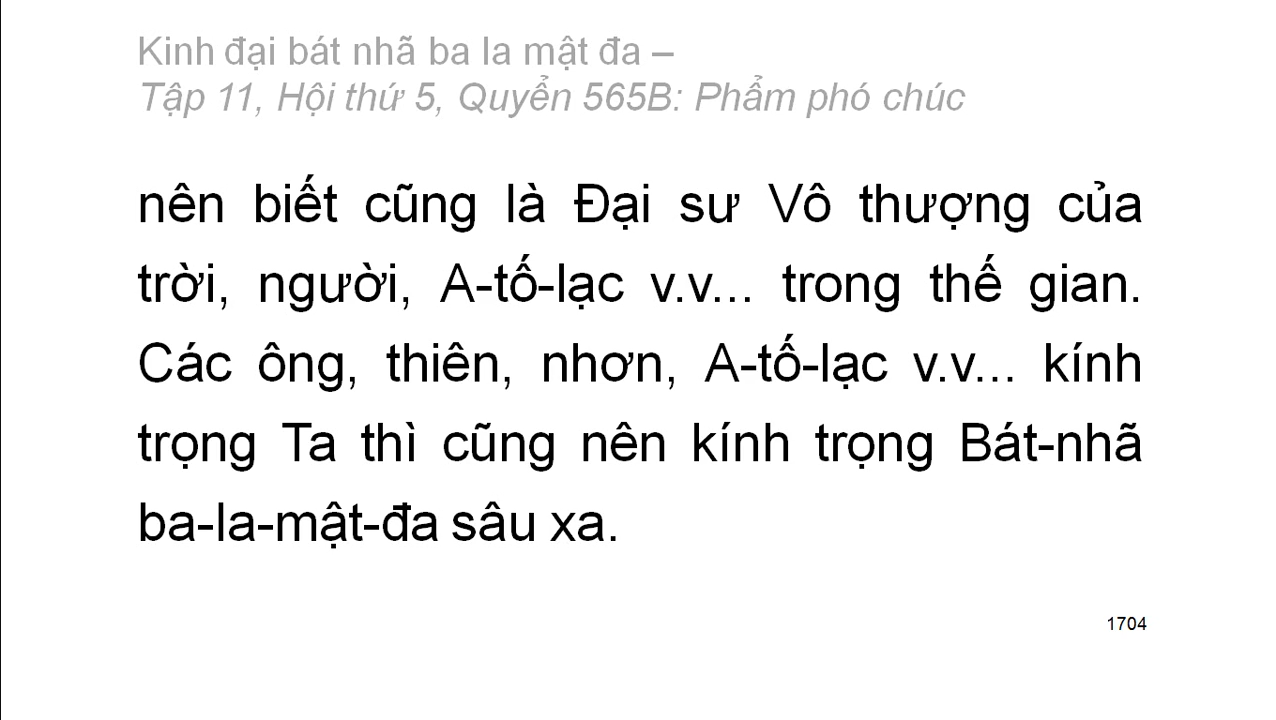 Kinh đại bát nhã ba la mật đa –
Tập 11, Hội thứ 5, Quyển 565B: Phẩm phó chúc
nên biết cũng là Đại sư Vô thượng của
trời, người, A-tố-lạc v.v... trong thế gian.
Các ông, thiên, nhơn, A-tố-lạc v.v... kính
trọng Ta thì cũng nên kính trọng Bát-nhã
ba-la-mật-đa sâu xa.
1704